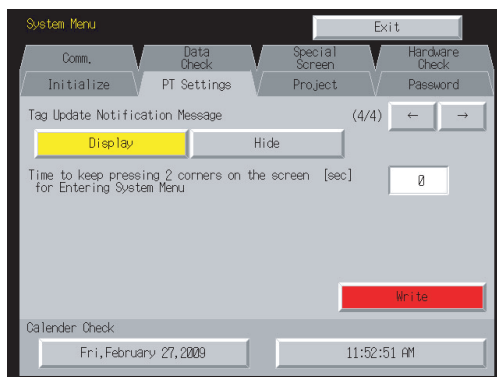 System Menu
Exit
Comm.
Data
Check
Special
Screen
Hardware
Check
Initialize
PT Settings
Project
Password
Tag Update Notification Message
(4/4)
←
→
Display
Hide
Time to keep pressing 2 corners on the screen [sec]
for Entering System Menu
0
Write
Calender Check
Fri,February 27,2009
11:52:51 AM